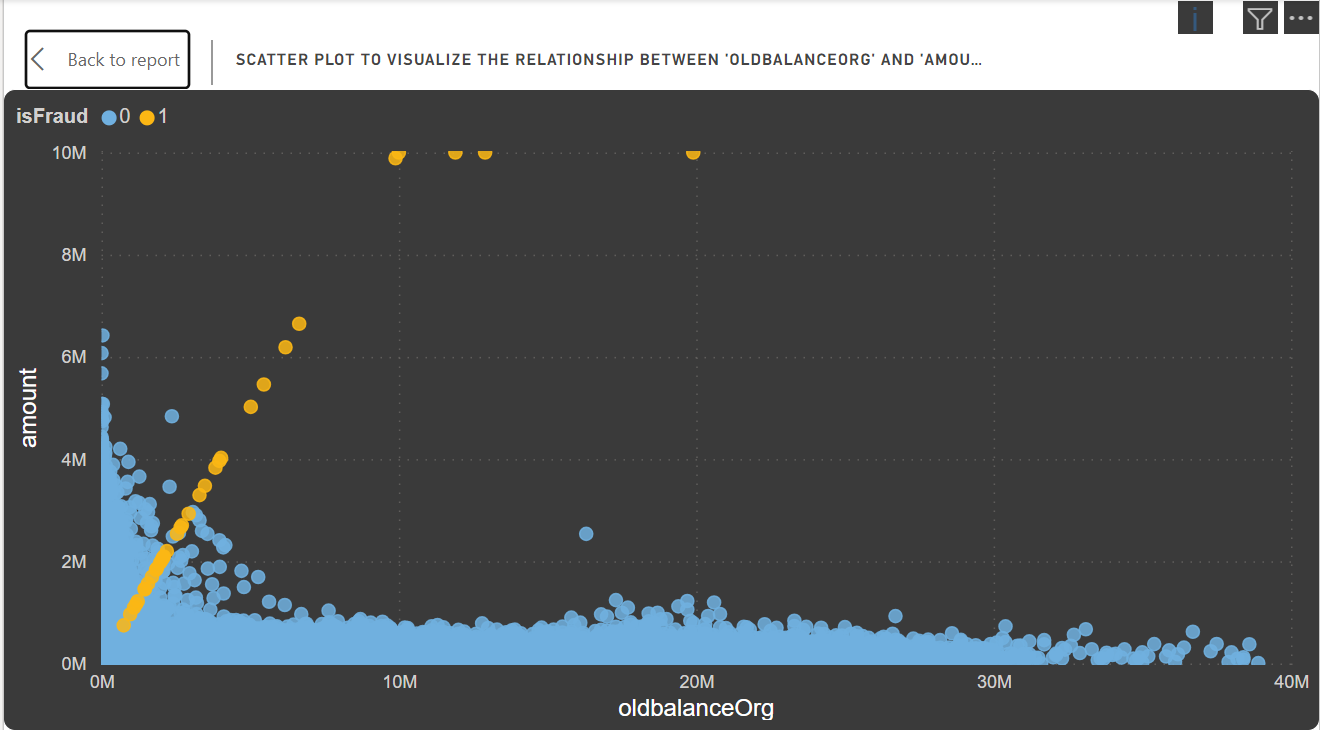 i
Back to report
SCATTER PLOT TO VISUALIZE THE RELATIONSHIP BETWEEN 'OLDBALANCEORG' AND 'AMOU...
isFraud 0 1
10M
8M
6M
4M
2M
0M
amount
0M 10M 20M 30M 40M
oldbalanceOrg